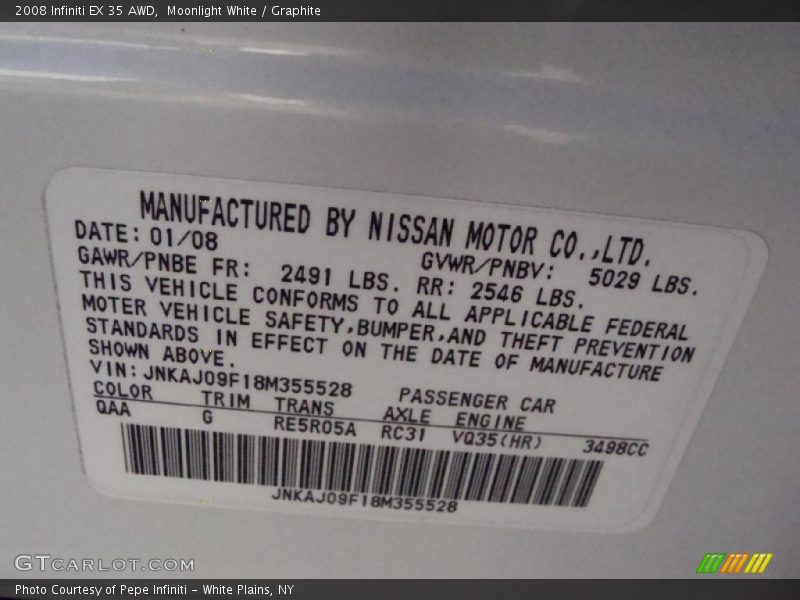 2008 Infiniti EX 35 AWD, Moonlight White / Graphite
MANUFACTURED BY NISSAN MOTOR CO.,LTD.
DATE: 01/08 GVWR/PNBV: 5029 LBS.
GAWR/PNBE FR: 2491 LBS. RR: 2546 LBS.
THIS VEHICLE CONFORMS TO ALL APPLICABLE FEDERAL
MOTER VEHICLE SAFETY,BUMPER,AND THEFT PREVENTION
STANDARDS IN EFFECT ON THE DATE OF MANUFACTURE
SHOWN ABOVE.
VIN: JNKAJ09F18M355528 PASSENGER CAR
COLOR TRIM TRANS AXLE ENGINE
QAA G RE5R05A RC31 VQ35(HR) 3498CC
JNKAJ09F18M355528
GTCARLOT.COM
Photo Courtesy of Pepe Infiniti - White Plains, NY